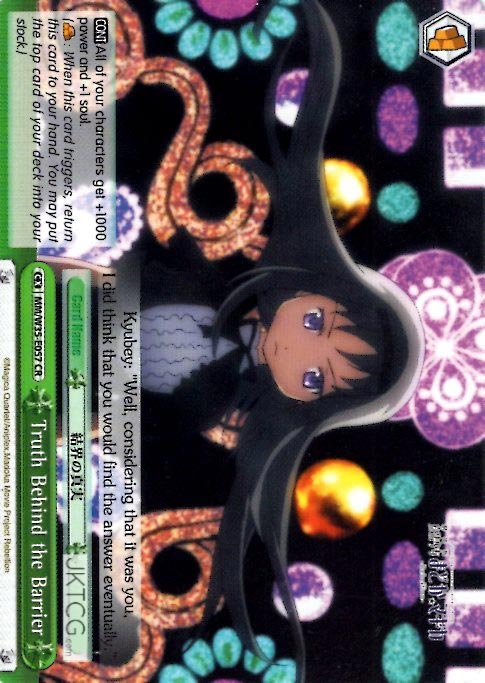 [CONT] All of your characters get +1000
power and +1 soul.
( : When this card triggers, return
this card to your hand. You may put
the top card of your deck into your
stock.)
Kyubey: "Well, considering that it was you,
I did think that you would find the answer eventually."
Card Name
結界の真実
JKTCG.com
CX MM/W35-E057 CR
Truth Behind the Barrier
©Magica Quartet/Aniplex,Madoka Movie Project Rebellion